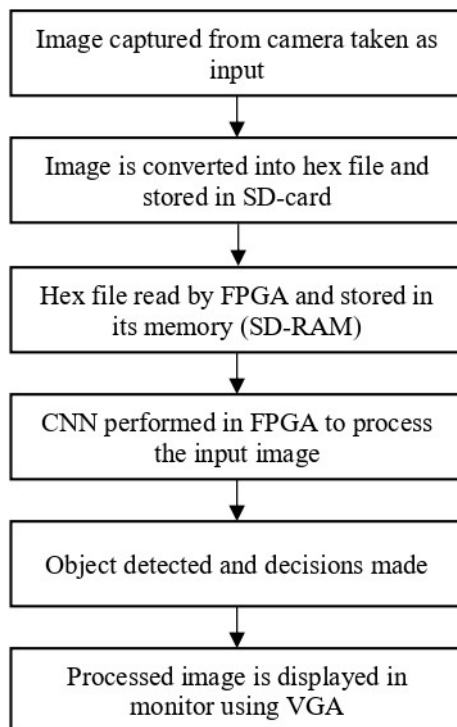 Image captured from camera taken as
input
Image is converted into hex file and
stored in SD-card
Hex file read by FPGA and stored in
its memory (SD-RAM)
CNN performed in FPGA to process
the input image
Object detected and decisions made
Processed image is displayed in
monitor using VGA